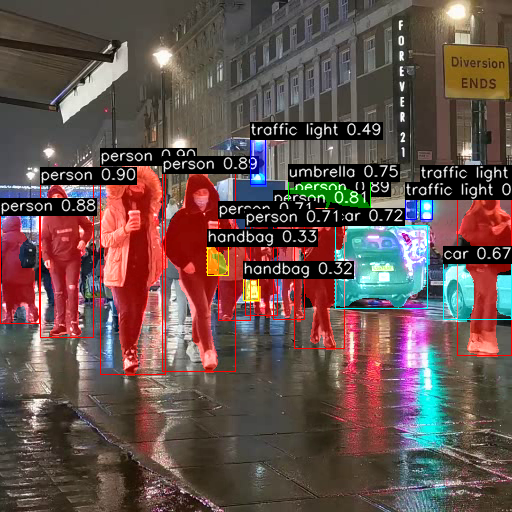 FOREVER 21
Diversion
ENDS
traffic light 0.49
person 0.90
person 0.89
person 0.90
umbrella 0.75
traffic light
person 0.89
traffic light 0
person 0.81
person 0.88
person 0.71
car 0.72
handbag 0.33
car 0.67
handbag 0.32